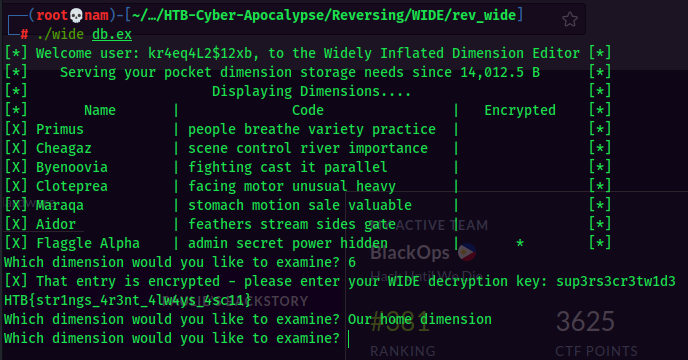 (root💀nam)-[~/…/HTB-Cyber-Apocalypse/Reversing/WIDE/rev_wide]
# ./wide db.ex
[*] Welcome user: kr4eq4L2$12xb, to the Widely Inflated Dimension Editor [*]
[*]    Serving your pocket dimension storage needs since 14,012.5 B      [*]
[*]                       Displaying Dimensions....                      [*]
[*]       Name       |              Code                |   Encrypted    [*]
[X] Primus           | people breathe variety practice  |                [*]
[X] Cheagaz          | scene control river importance   |                [*]
[X] Byenoovia        | fighting cast it parallel        |                [*]
[X] Cloteprea        | facing motor unusual heavy       |                [*]
[X] Maraqa           | stomach motion sale valuable     |                [*]
[X] Aidor            | feathers stream sides gate       |                [*]
[X] Flaggle Alpha    | admin secret power hidden        |       *        [*]
Which dimension would you like to examine? 6
[X] That entry is encrypted - please enter your WIDE decryption key: sup3rs3cr3tw1d3
HTB{str1ngs_4r3nt_4lw4ys_4sc11}
Which dimension would you like to examine? Our home dimension
Which dimension would you like to examine?
ACTIVE TEAM
BlackOps
BACKSTORY
#381
3625
RANKING
CTF POINTS